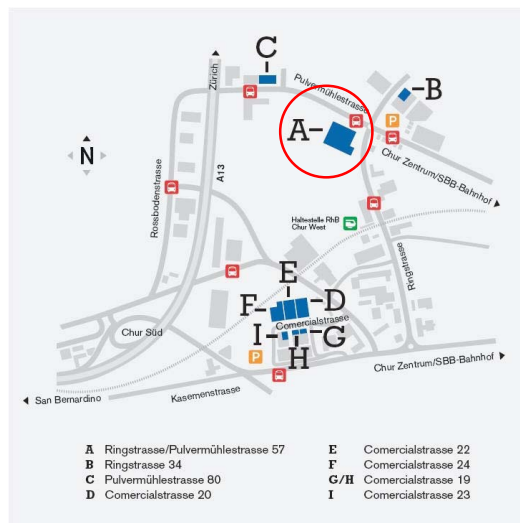 C
Zürich
Pulvermühlestrasse
B
A
P
N
A13
Rossbodenstrasse
Chur Zentrum/SBB-Bahnhof
Haltestelle RhB
Chur West
Ringstrasse
E
D
F
Comercialstrasse
I
G
H
Chur Süd
P
Chur Zentrum/SBB-Bahnhof
San Bernardino
Kasernenstrasse
A Ringstrasse/Pulvermühlestrasse 57
B Ringstrasse 34
C Pulvermühlestrasse 80
D Comercialstrasse 20
E Comercialstrasse 22
F Comercialstrasse 24
G/H Comercialstrasse 19
I Comercialstrasse 23